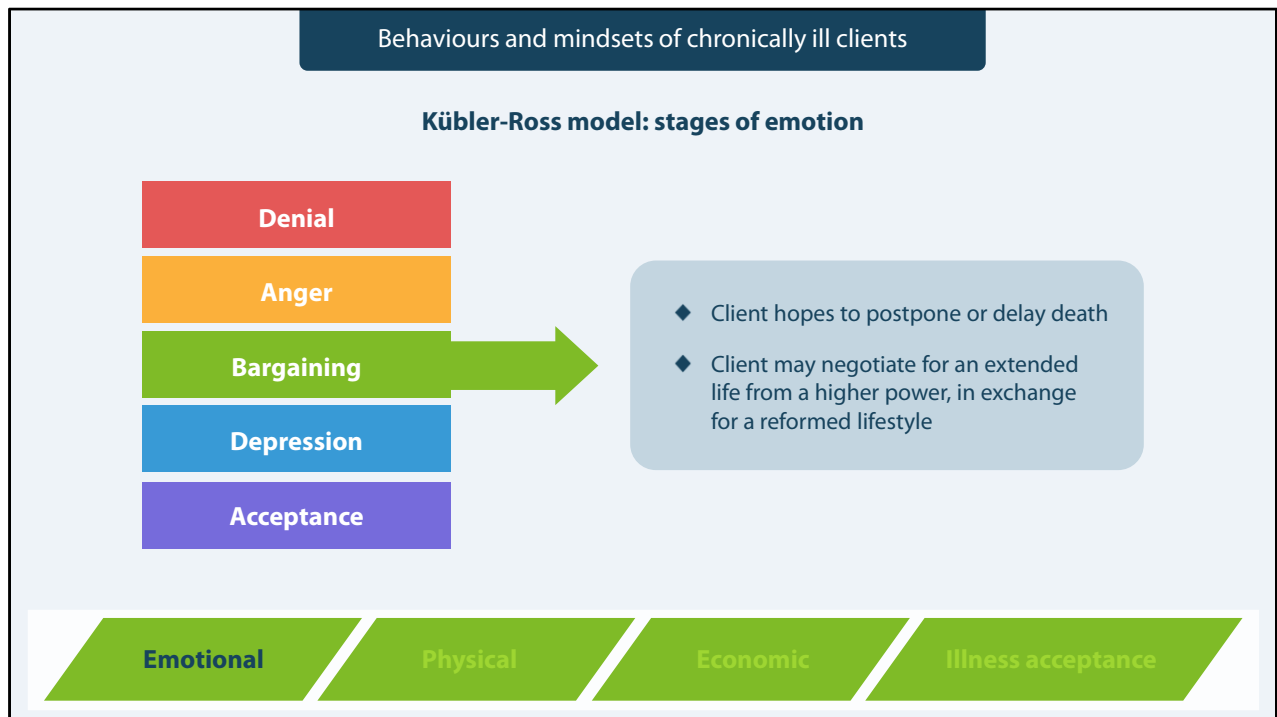 Behaviours and mindsets of chronically ill clients
Kübler-Ross model: stages of emotion
Denial
Anger
Bargaining
Depression
Acceptance
◆ Client hopes to postpone or delay death
◆ Client may negotiate for an extended
life from a higher power, in exchange
for a reformed lifestyle
Emotional
Physical
Economic
Illness acceptance